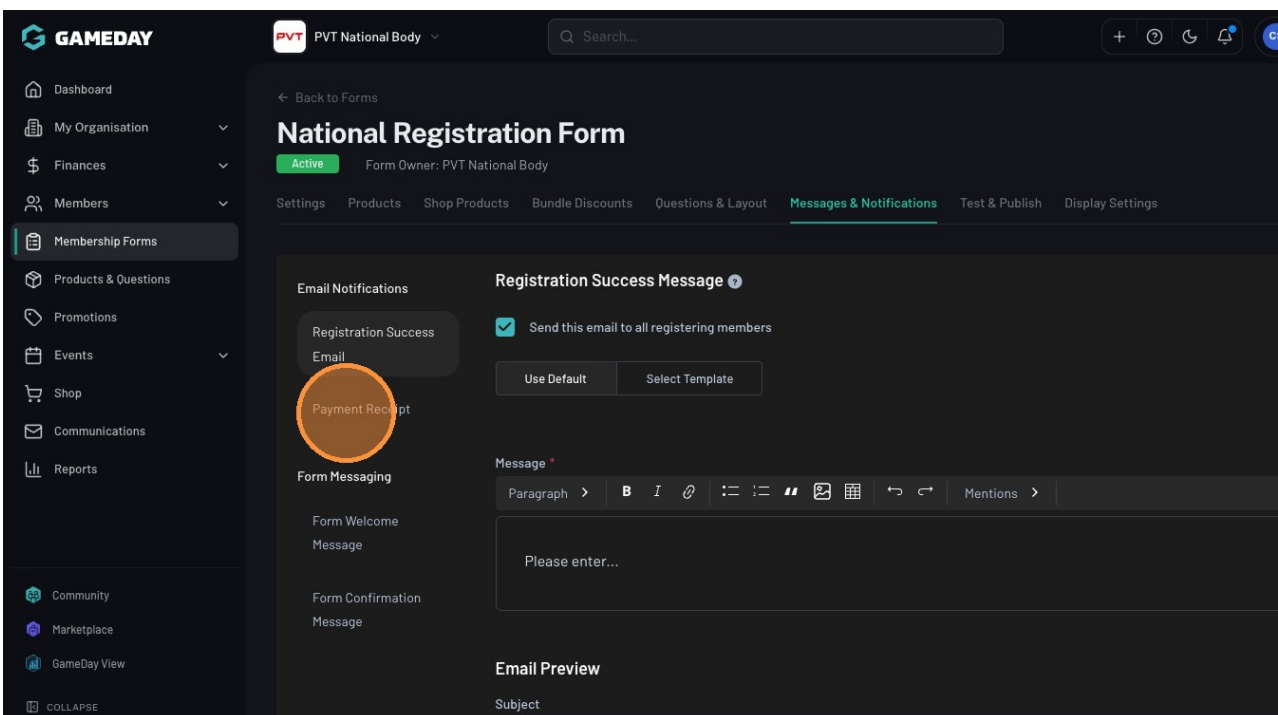 GAMEDAY
PVT
PVT National Body
Search...
Dashboard
My Organisation
Finances
Members
Membership Forms
Products & Questions
Promotions
Events
Shop
Communications
Reports
Community
Marketplace
GameDay View
COLLAPSE
Back to Forms
National Registration Form
Active
Form Owner: PVT National Body
Settings Products Shop Products Bundle Discounts Questions & Layout Messages & Notifications Test & Publish Display Settings
Email Notifications
Registration Success
Email
Payment Receipt
Form Messaging
Form Welcome
Message
Form Confirmation
Message
Registration Success Message
Send this email to all registering members
Use Default Select Template
Message *
Paragraph B I Mentions
Please enter...
Email Preview
Subject